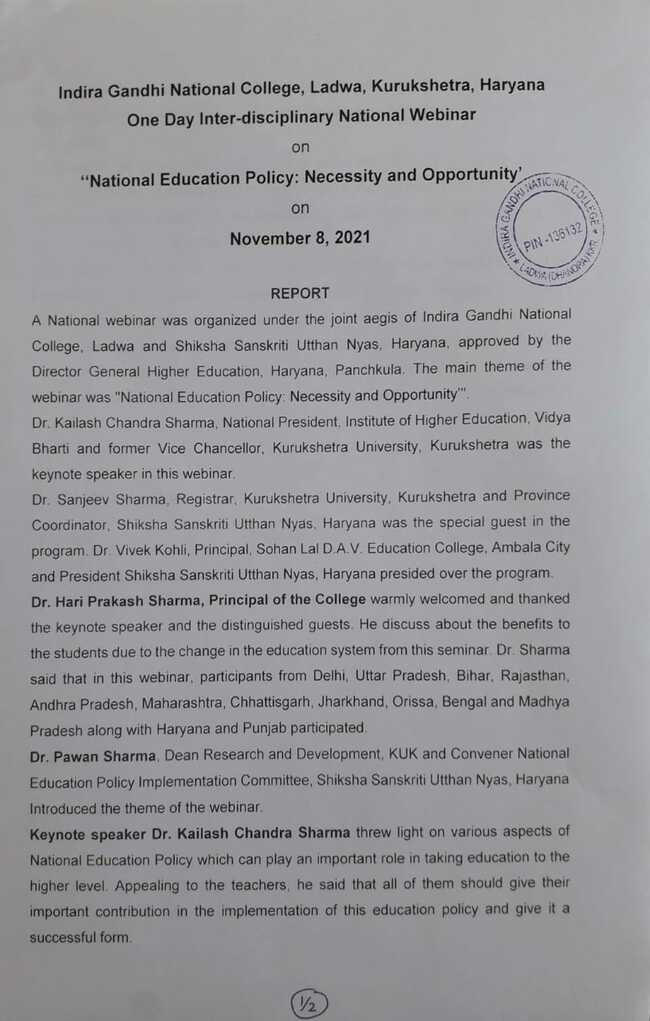 Indira Gandhi National College, Ladwa, Kurukshetra, Haryana
One Day Inter-disciplinary National Webinar
on
"National Education Policy: Necessity and Opportunity'
on
November 8, 2021
INDIRA GANDHI NATIONAL COLLEGE
PIN -136132
LADWA (DHANORA) KKR.
REPORT
A National webinar was organized under the joint aegis of Indira Gandhi National
College, Ladwa and Shiksha Sanskriti Utthan Nyas, Haryana, approved by the
Director General Higher Education, Haryana, Panchkula. The main theme of the
webinar was "National Education Policy: Necessity and Opportunity'".
Dr. Kailash Chandra Sharma, National President, Institute of Higher Education, Vidya
Bharti and former Vice Chancellor, Kurukshetra University, Kurukshetra was the
keynote speaker in this webinar.
Dr. Sanjeev Sharma, Registrar, Kurukshetra University, Kurukshetra and Province
Coordinator, Shiksha Sanskriti Utthan Nyas, Haryana was the special guest in the
program. Dr. Vivek Kohli, Principal, Sohan Lal D.A.V. Education College, Ambala City
and President Shiksha Sanskriti Utthan Nyas, Haryana presided over the program.
Dr. Hari Prakash Sharma, Principal of the College warmly welcomed and thanked
the keynote speaker and the distinguished guests. He discuss about the benefits to
the students due to the change in the education system from this seminar. Dr. Sharma
said that in this webinar, participants from Delhi, Uttar Pradesh, Bihar, Rajasthan,
Andhra Pradesh, Maharashtra, Chhattisgarh, Jharkhand, Orissa, Bengal and Madhya
Pradesh along with Haryana and Punjab participated.
Dr. Pawan Sharma, Dean Research and Development, KUK and Convener National
Education Policy Implementation Committee, Shiksha Sanskriti Utthan Nyas, Haryana
Introduced the theme of the webinar.
Keynote speaker Dr. Kailash Chandra Sharma threw light on various aspects of
National Education Policy which can play an important role in taking education to the
higher level. Appealing to the teachers, he said that all of them should give their
important contribution in the implementation of this education policy and give it a
successful form.
1/2